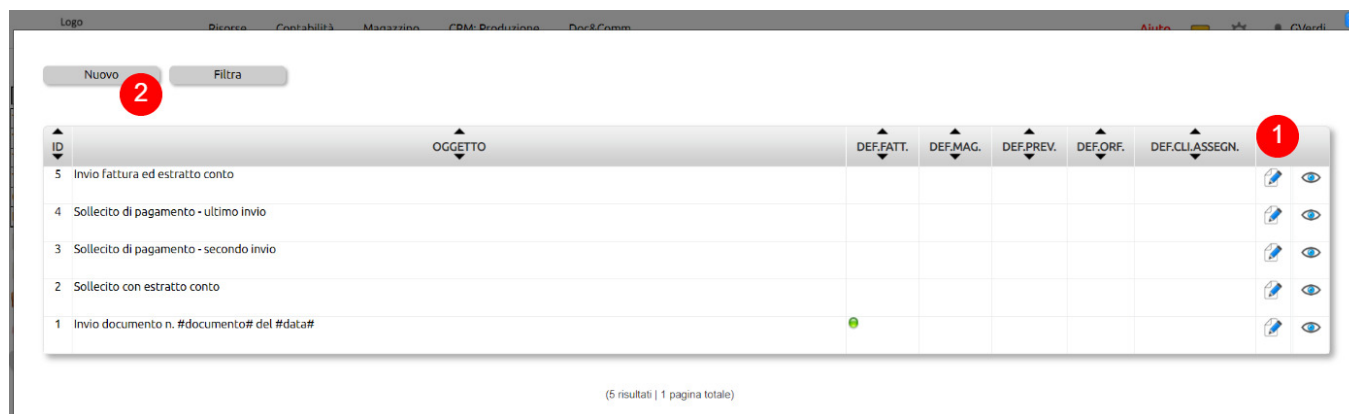 Logo
Risorse Contabilità Magazzino CRM: Produzione Doc&Comm Aiuto GVerdi
Nuovo Filtra
2
1
ID OGGETTO DEF.FATT. DEF.MAG. DEF.PREV. DEF.ORF. DEF.CLI.ASSEGN.
5 Invio fattura ed estratto conto
4 Sollecito di pagamento - ultimo invio
3 Sollecito di pagamento - secondo invio
2 Sollecito con estratto conto
1 Invio documento n. #documento# del #data#
(5 risultati | 1 pagina totale)